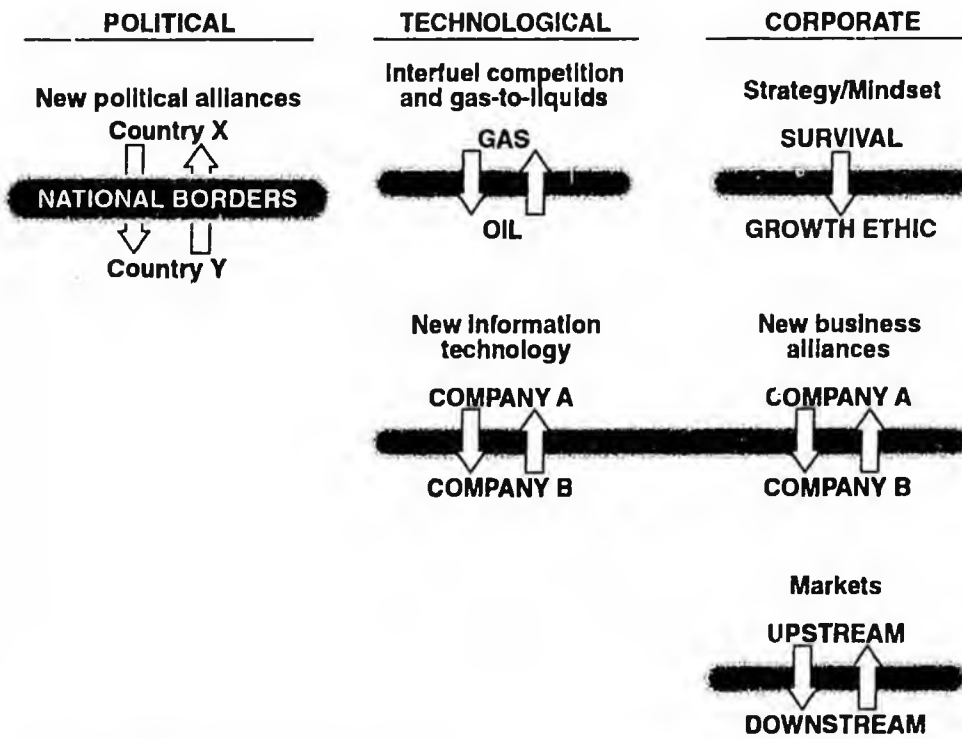 POLITICAL
New political alliances
Country X
NATIONAL BORDERS
Country Y
TECHNOLOGICAL
Interfuel competition
and gas-to-liquids
GAS
OIL
New information
technology
COMPANY A
COMPANY B
CORPORATE
Strategy/Mindset
SURVIVAL
GROWTH ETHIC
New business
alliances
COMPANY A
COMPANY B
Markets
UPSTREAM
DOWNSTREAM